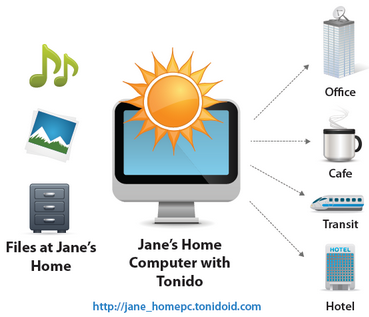 Office
Cafe
Transit
HOTEL
Hotel
Files at Jane's
Home
Jane's Home
Computer with
Tonido
http://jane_homepc.tonidoid.com